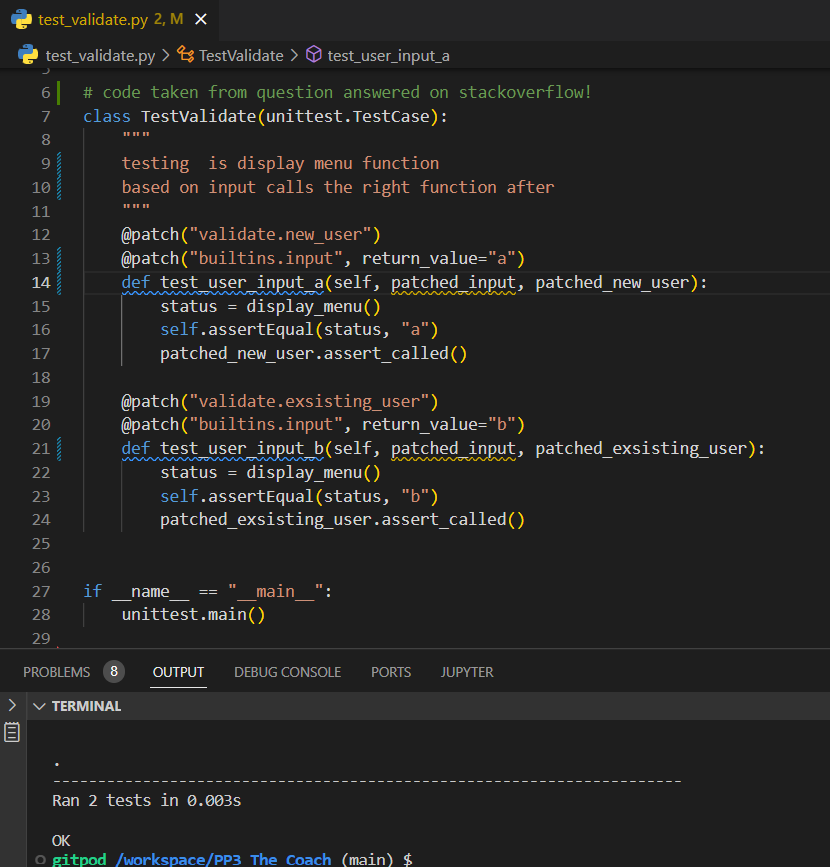 test_validate.py 2, M
test_validate.py > TestValidate > test_user_input_a
5
6 # code taken from question answered on stackoverflow!
7 class TestValidate(unittest.TestCase):
8     """
9     testing  is display menu function
10     based on input calls the right function after
11     """
12     @patch("validate.new_user")
13     @patch("builtins.input", return_value="a")
14     def test_user_input_a(self, patched_input, patched_new_user):
15         status = display_menu()
16         self.assertEqual(status, "a")
17         patched_new_user.assert_called()
18
19     @patch("validate.exsisting_user")
20     @patch("builtins.input", return_value="b")
21     def test_user_input_b(self, patched_input, patched_exsisting_user):
22         status = display_menu()
23         self.assertEqual(status, "b")
24         patched_exsisting_user.assert_called()
25
26
27 if __name__ == "__main__":
28     unittest.main()
29
PROBLEMS 8 OUTPUT DEBUG CONSOLE PORTS JUPYTER
TERMINAL
.
----------------------------------------------------------------------
Ran 2 tests in 0.003s
OK
gitpod /workspace/PP3_The_Coach (main) $